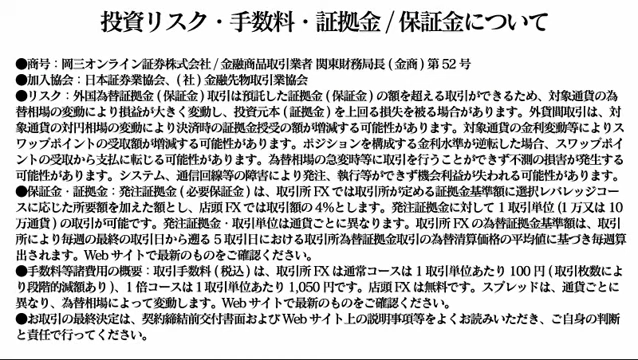 投資リスク・手数料・証拠金/保証金について
●商号：岡三オンライン証券株式会社/金融商品取引業者 関東財務局長(金商)第52号
●加入協会：日本証券業協会、(社)金融先物取引業協会
●リスク：外国為替証拠金(保証金)取引は預託した証拠金(保証金)の額を超える取引ができるため、対象通貨の為
替相場の変動により損益が大きく変動し、投資元本(証拠金)を上回る損失を被る場合があります。外貨間取引は、対
象通貨の対円相場の変動により決済時の証拠金授受の額が増減する可能性があります。対象通貨の金利変動等によりス
ワップポイントの受取額が増減する可能性があります。ポジションを構成する金利水準が逆転した場合、スワップポイ
ントの受取から支払に転じる可能性があります。為替相場の急変時等に取引を行うことができず不測の損害が発生する
可能性があります。システム、通信回線等の障害により発注、執行等ができず機会利益が失われる可能性があります。
●保証金・証拠金：発注証拠金(必要保証金)は、取引所FXでは取引所が定める証拠金基準額に選択レバレッジコー
スに応じた所要額を加えた額とし、店頭FXでは取引額の4%とします。発注証拠金に対して1取引単位(1万又は10
万通貨)の取引が可能です。発注証拠金・取引単位は通貨ごとに異なります。取引所FXの為替証拠金基準額は、取引
所により毎週の最終の取引日から遡る5取引日における取引所為替証拠金取引の為替清算価格の平均値に基づき毎週算
出されます。Webサイトで最新のものをご確認ください。
●手数料等諸費用の概要：取引手数料(税込)は、取引所FXは通常コースは1取引単位あたり100円(取引枚数によ
り段階的減額あり)、1倍コースは1取引単位あたり1,050円です。店頭FXは無料です。スプレッドは、通貨ごとに
異なり、為替相場によって変動します。Webサイトで最新のものをご確認ください。
●お取引の最終決定は、契約締結前交付書面およびWebサイト上の説明事項等をよくお読みいただき、ご自身の判断
と責任で行ってください。